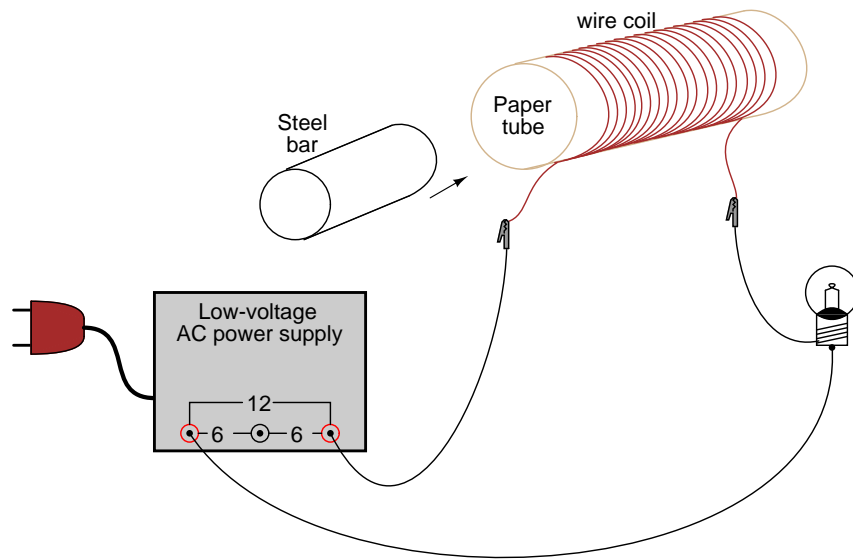 wire coil
Paper
tube
Steel
bar
Low-voltage
AC power supply
12
6 6